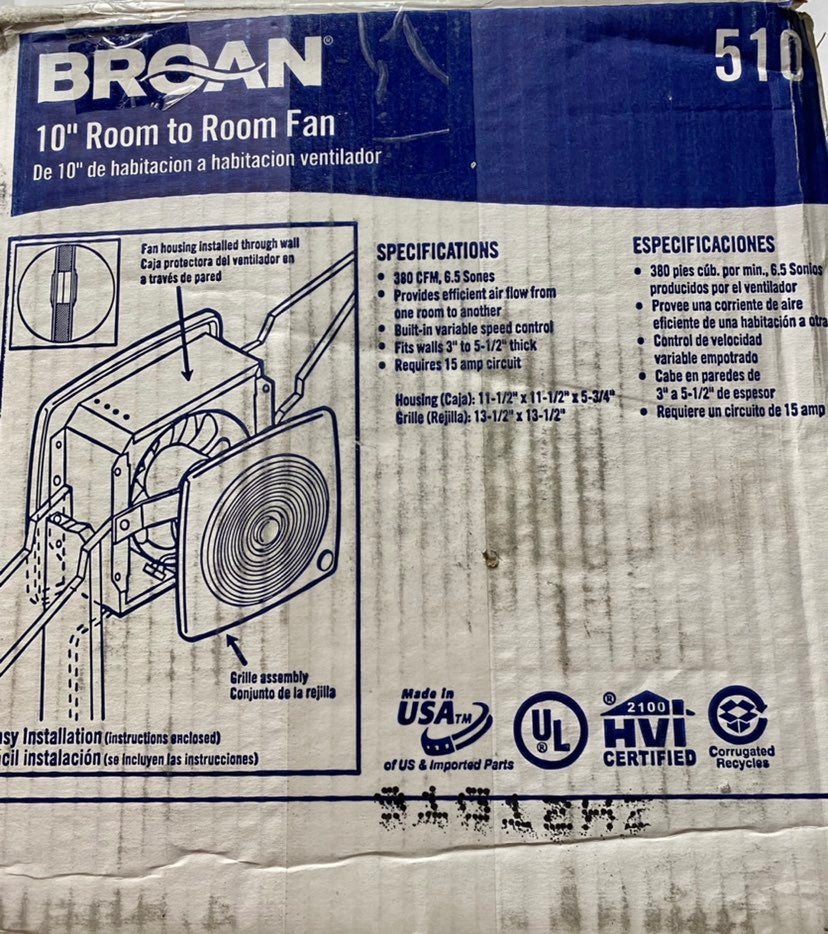 BROAN®
510
10" Room to Room Fan
De 10" de habitacion a habitacion ventilador
Fan housing installed through wall
Caja protectora del ventilador en
a través de pared
Grille assembly
Conjunto de la rejilla
Installation (instructions enclosed)
instalación (se incluyen las instrucciones)
SPECIFICATIONS
• 380 CFM, 6.5 Sones
• Provides efficient air flow from
one room to another
• Built-in variable speed control
• Fits walls 3" to 5-1/2" thick
• Requires 15 amp circuit
Housing (Caja): 11-1/2" x 11-1/2" x 5-3/4"
Grille (Rejilla): 13-1/2" x 13-1/2"
ESPECIFICACIONES
• 380 pies cúb. por min., 6.5 Sonios
producidos por el ventilador
• Provee una corriente de aire
eficiente de una habitación a otra
• Control de velocidad
variable empotrado
• Cabe en paredes de
3" a 5-1/2" de espesor
• Requiere un circuito de 15 amp
Made in
USA™
of US & Imported Parts
UL®
® 2100
HVI
CERTIFIED
Corrugated
Recycles